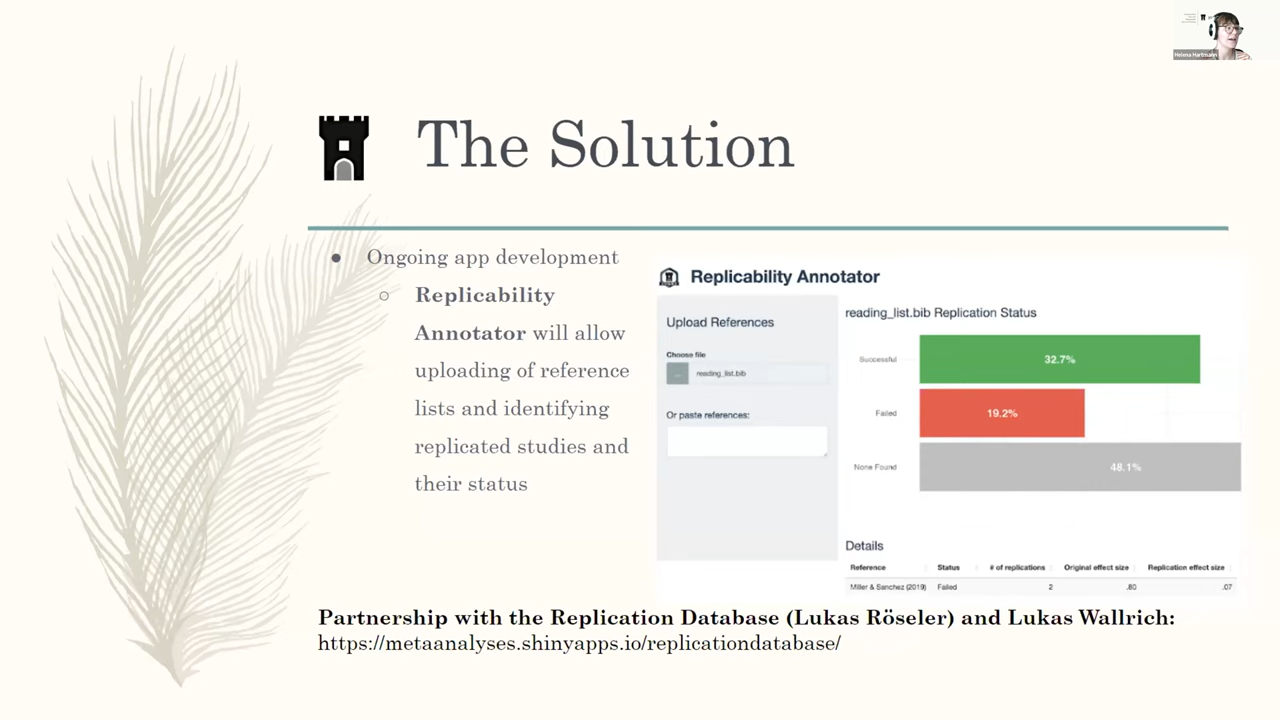 Helena Hartmann
The Solution
● Ongoing app development
○ Replicability
Annotator will allow
uploading of reference
lists and identifying
replicated studies and
their status
Replicability Annotator
Upload References
Choose file
...
reading_list.bib
Or paste references:
reading_list.bib Replication Status
Successful
32.7%
Failed
19.2%
None Found
48.1%
Details
Reference Status # of replications Original effect size Replication effect size
Miller & Sanchez (2019) Failed 2 .80 .07
Partnership with the Replication Database (Lukas Röseler) and Lukas Wallrich:
https://metaanalyses.shinyapps.io/replicationdatabase/